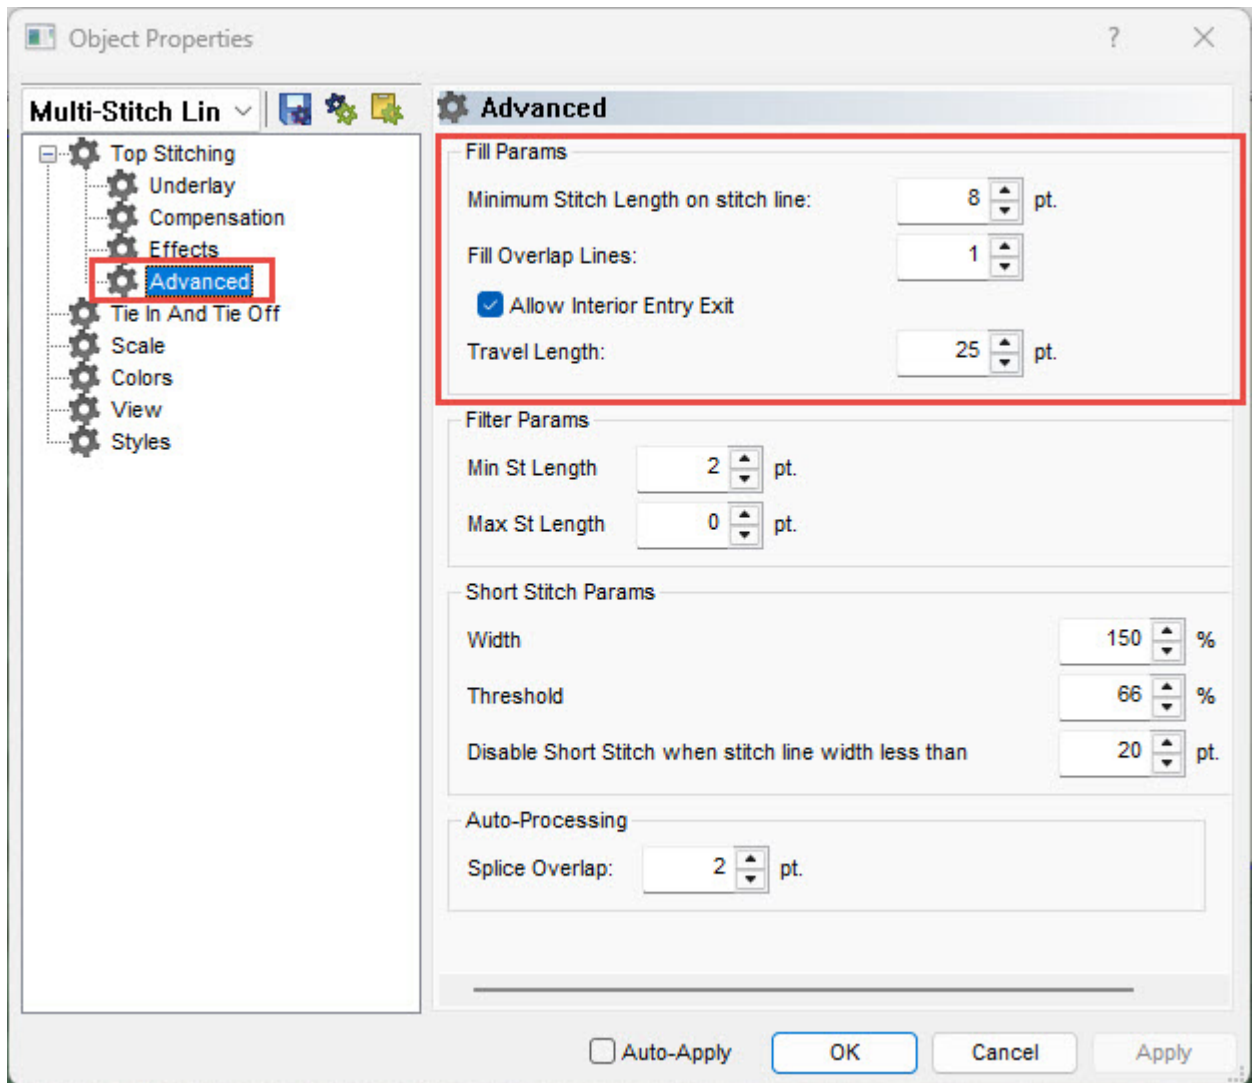 Object Properties
?
Multi-Stitch Lin
Advanced
Top Stitching
Underlay
Compensation
Effects
Advanced
Tie In And Tie Off
Scale
Colors
View
Styles
Fill Params
Minimum Stitch Length on stitch line: 8 pt.
Fill Overlap Lines: 1
Allow Interior Entry Exit
Travel Length: 25 pt.
Filter Params
Min St Length 2 pt.
Max St Length 0 pt.
Short Stitch Params
Width 150 %
Threshold 66 %
Disable Short Stitch when stitch line width less than 20 pt.
Auto-Processing
Splice Overlap: 2 pt.
Auto-Apply OK Cancel Apply